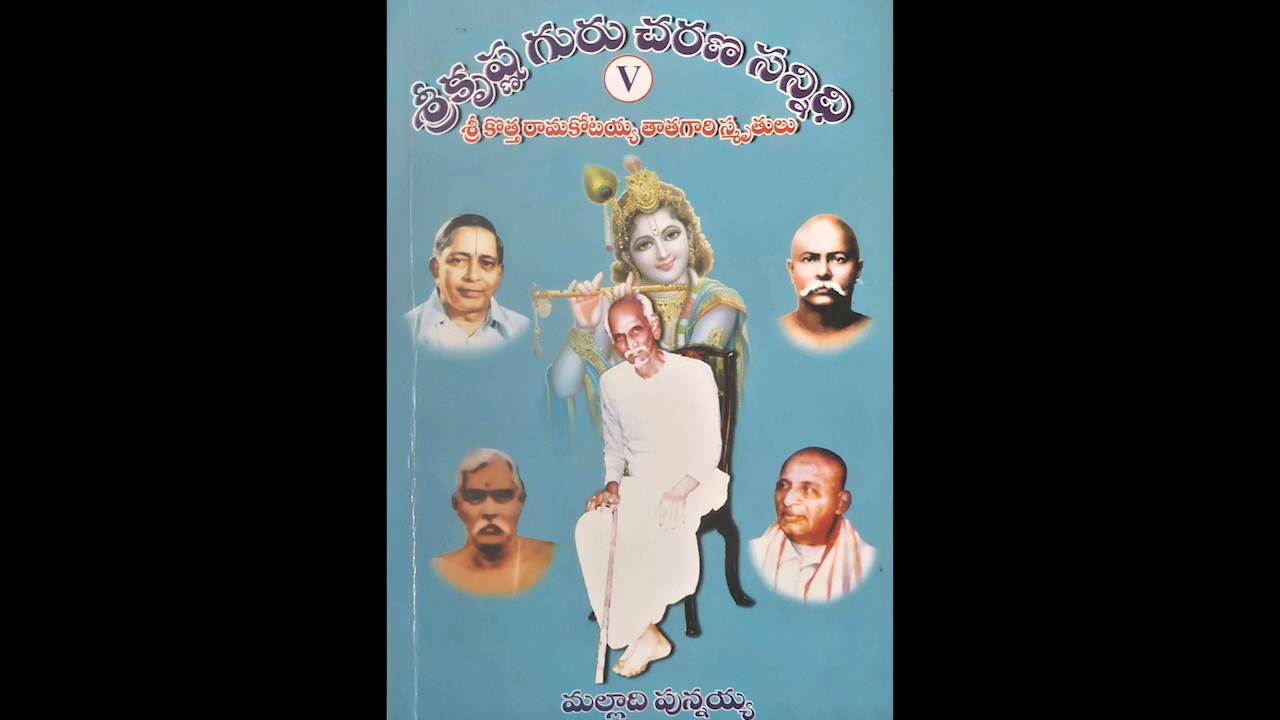 శ్రీకృష్ణ గురు చరణ సన్నిధి
V
శ్రీ కొత్త రామకోటయ్య తాతగారి స్మృతులు
మల్లాది పున్నయ్య